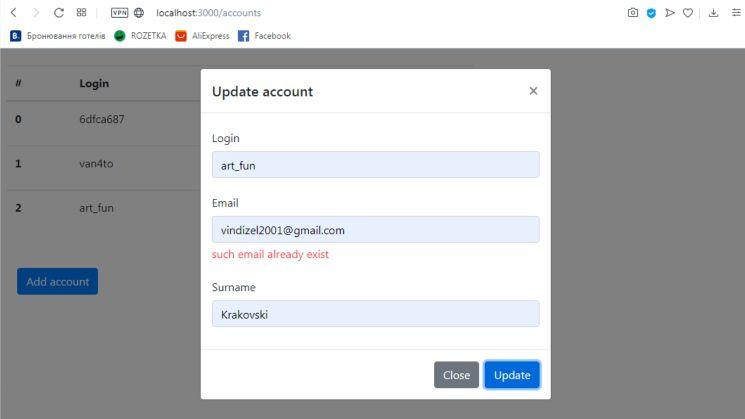 VPN
localhost:3000/accounts
B. Бронювання готелів
ROZETKA
AliExpress
Facebook
# Login
0 6dfca687
1 van4to
2 art_fun
Add account
Update account ×
Login
art_fun
Email
vindizel2001@gmail.com
such email already exist
Surname
Krakovski
Close Update